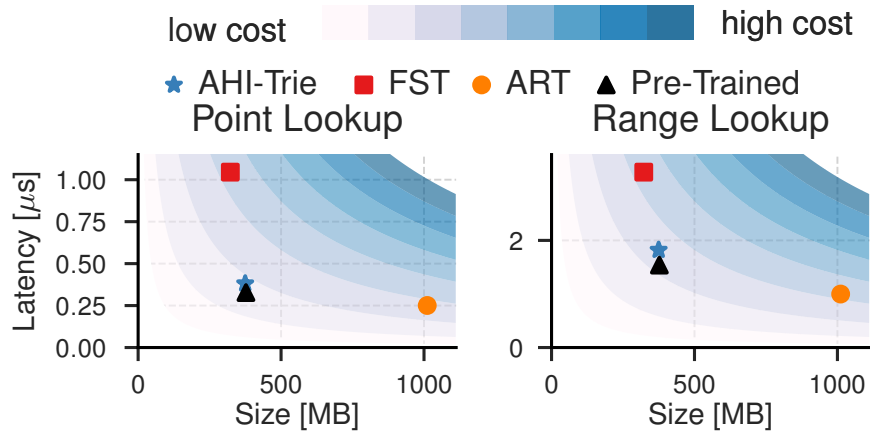 low cost high cost
AHI-Trie FST ART Pre-Trained
Point Lookup Range Lookup
Latency [μs]
1.00
0.75
0.50
0.25
0.00
0 500 1000
Size [MB]
2
0
0 500 1000
Size [MB]